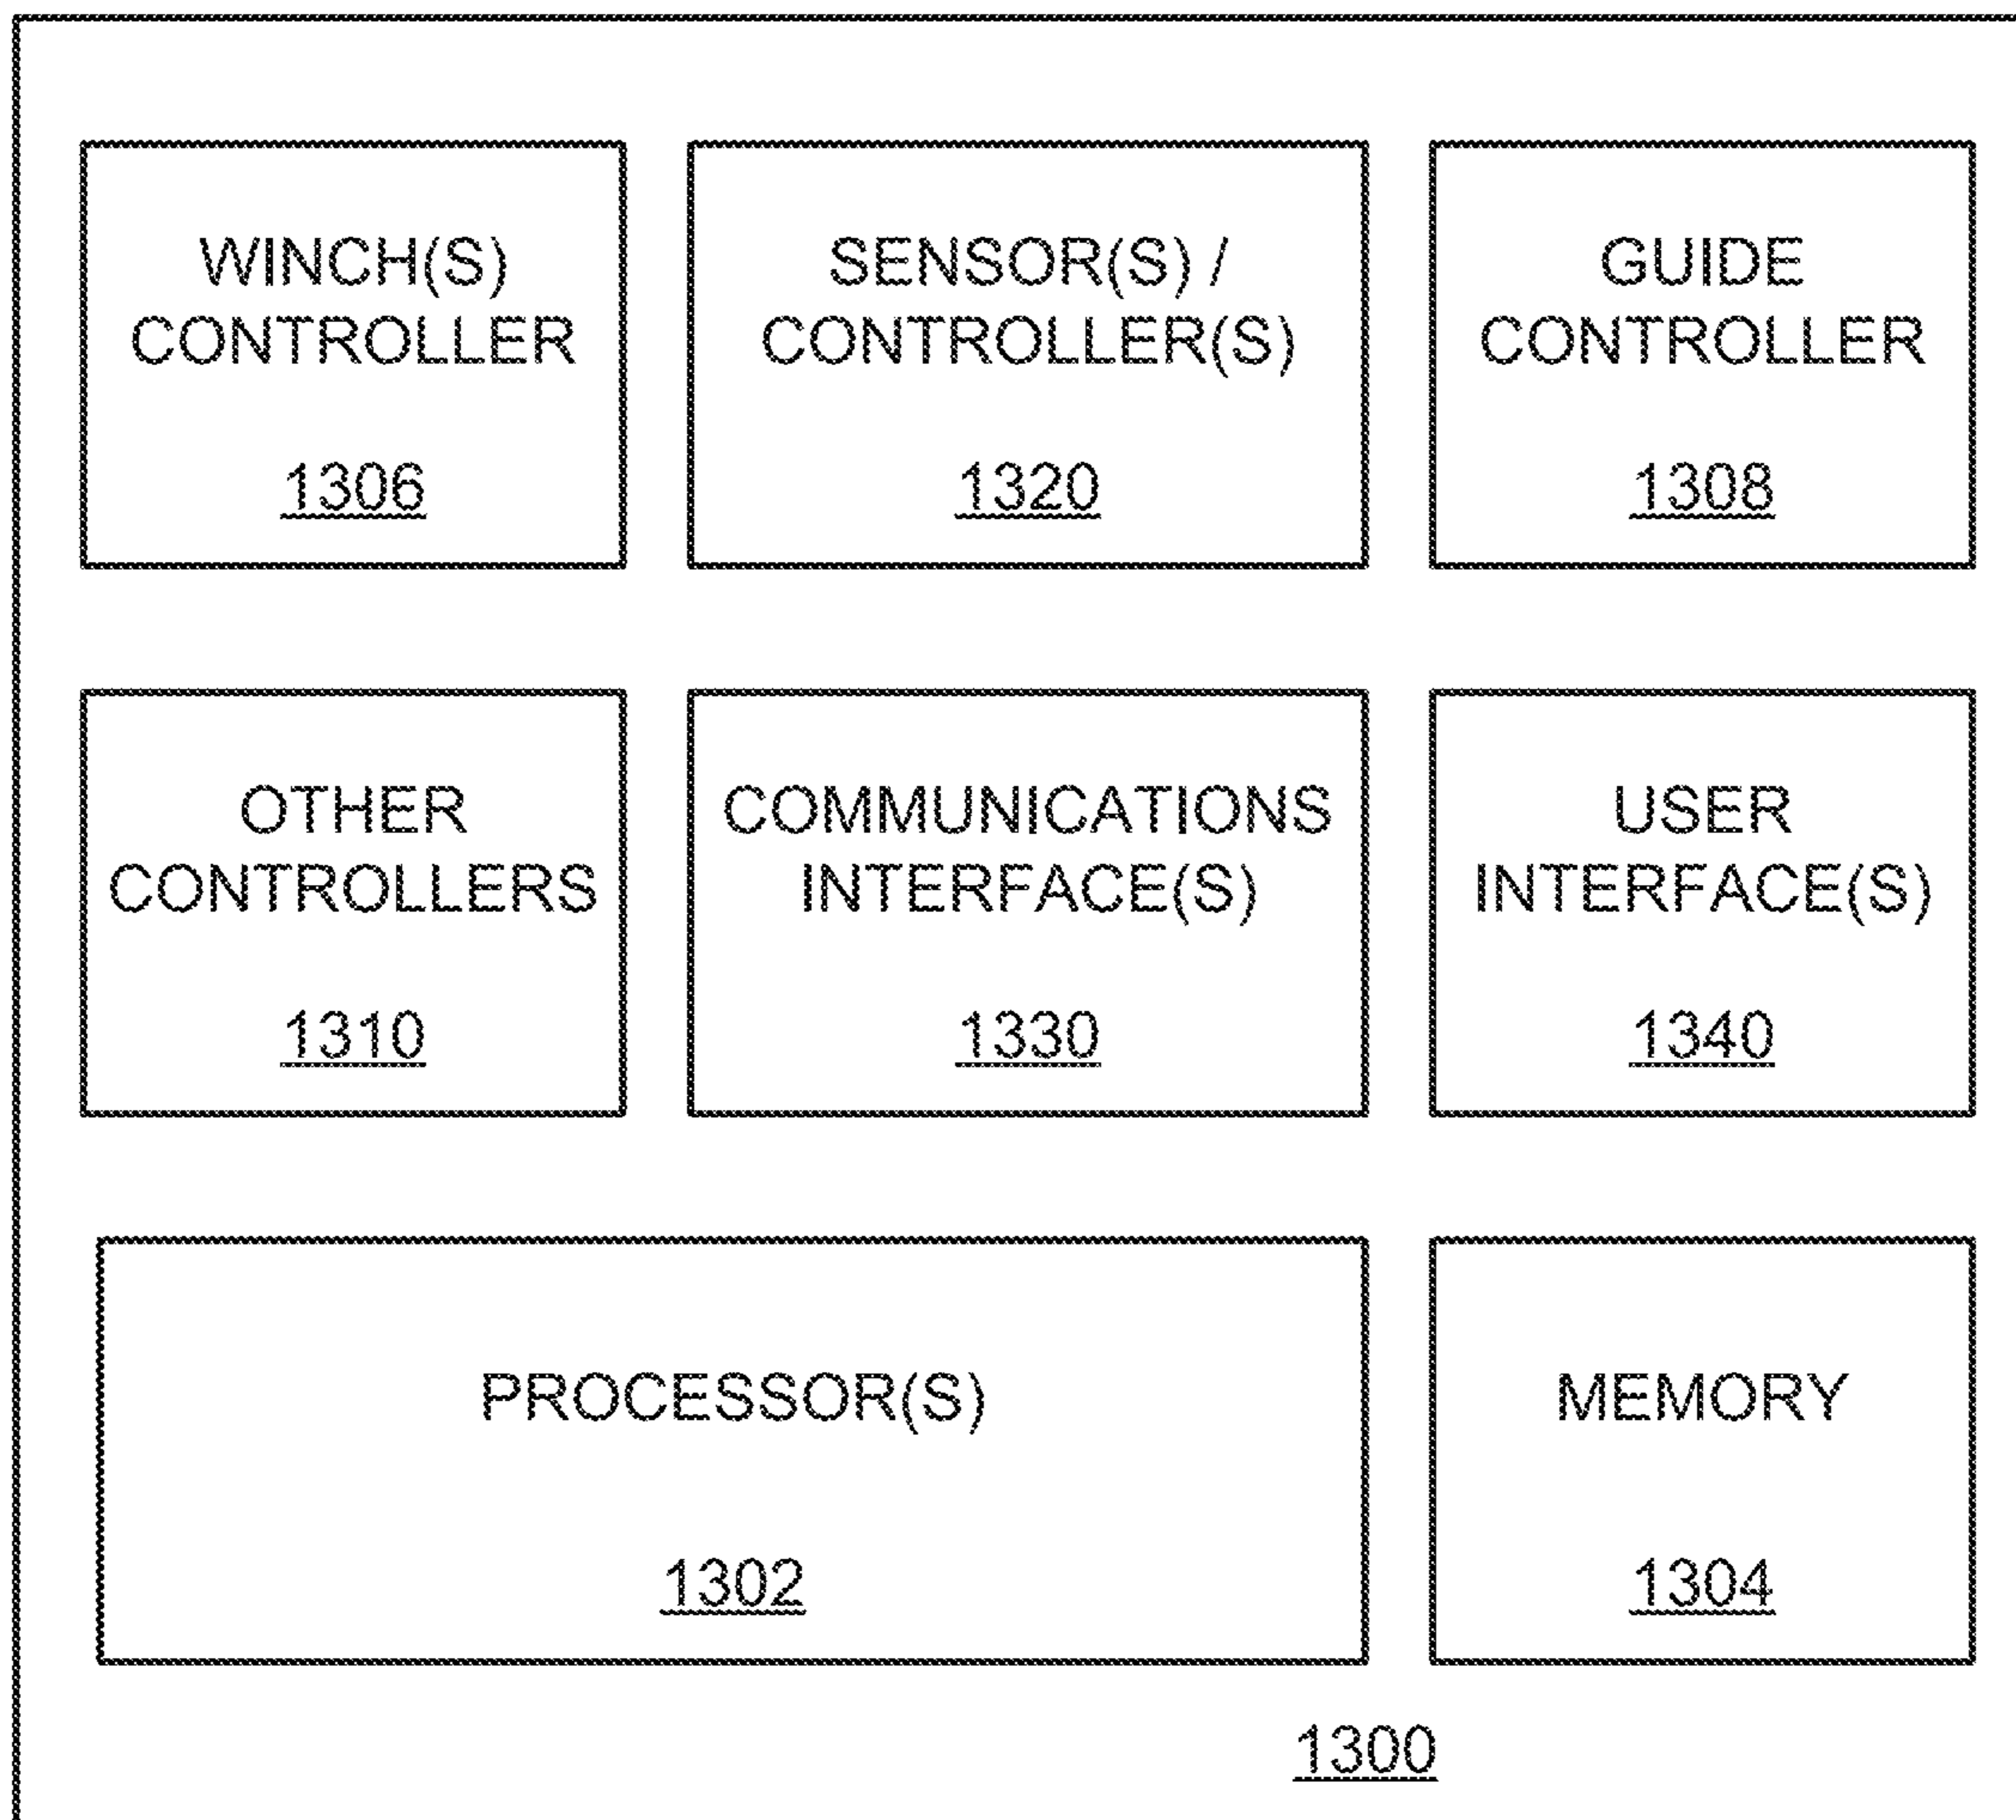 WINCH(S)
CONTROLLER
1306
SENSOR(S) /
CONTROLLER(S)
1320
GUIDE
CONTROLLER
1308
OTHER
CONTROLLERS
1310
COMMUNICATIONS
INTERFACE(S)
1330
USER
INTERFACE(S)
1340
PROCESSOR(S)
1302
MEMORY
1304
1300